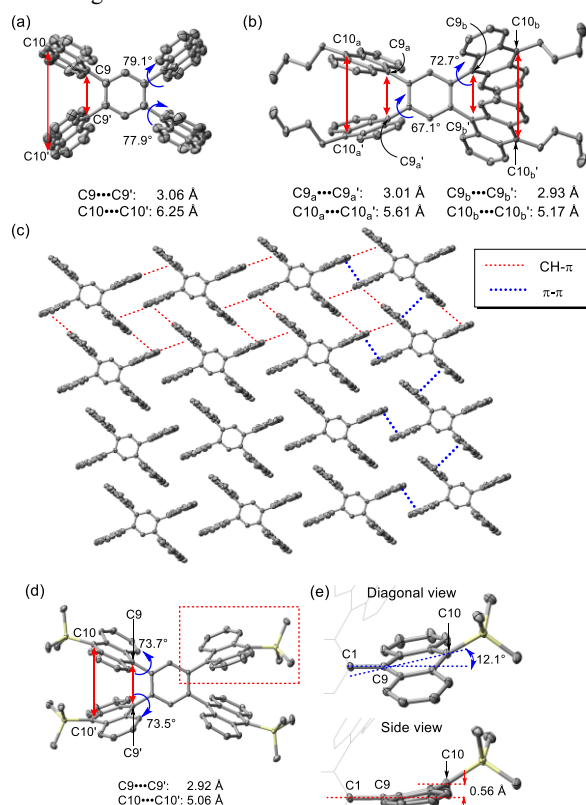 (a)
C10
C9
79.1°
C9'
77.9°
C10'
C9•••C9': 3.06 Å
C10•••C10': 6.25 Å
(b)
C10a
C9a
C9b
C10b
72.7°
67.1°
C10a'
C9a'
C9b'
C10b'
C9a•••C9a': 3.01 Å
C10a•••C10a': 5.61 Å
C9b•••C9b': 2.93 Å
C10b•••C10b': 5.17 Å
(c)
CH-π
π-π
(d)
C9
C10
73.7°
C10'
73.5°
C9'
C9•••C9': 2.92 Å
C10•••C10': 5.06 Å
(e)
Diagonal view
C10
C1
C9
12.1°
Side view
C10
C1 C9
0.56 Å